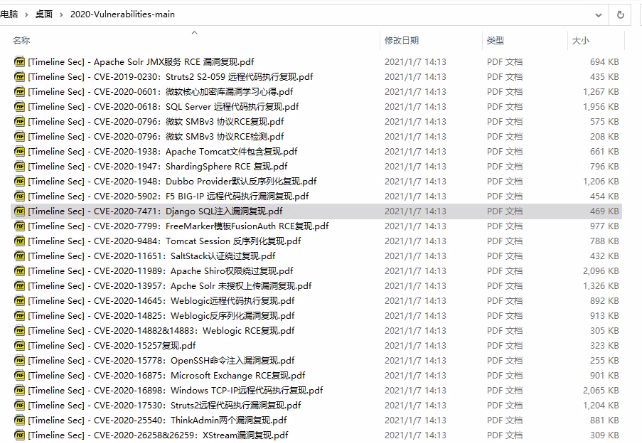 电脑 › 桌面 › 2020-Vulnerabilities-main
名称 修改日期 类型 大小
[Timeline Sec] - Apache Solr JMX服务 RCE 漏洞复现.pdf 2021/1/7 14:13 PDF 文档 694 KB
[Timeline Sec] - CVE-2019-0230：Struts2 S2-059 远程代码执行复现.pdf 2021/1/7 14:13 PDF 文档 435 KB
[Timeline Sec] - CVE-2020-0601：微软核心加密库漏洞学习心得.pdf 2021/1/7 14:13 PDF 文档 1,267 KB
[Timeline Sec] - CVE-2020-0618：SQL Server 远程代码执行复现.pdf 2021/1/7 14:13 PDF 文档 1,956 KB
[Timeline Sec] - CVE-2020-0796：微软 SMBv3 协议RCE复现.pdf 2021/1/7 14:13 PDF 文档 575 KB
[Timeline Sec] - CVE-2020-0796：微软 SMBv3 协议RCE检测.pdf 2021/1/7 14:13 PDF 文档 208 KB
[Timeline Sec] - CVE-2020-1938：Apache Tomcat文件包含复现.pdf 2021/1/7 14:13 PDF 文档 661 KB
[Timeline Sec] - CVE-2020-1947：ShardingSphere RCE 复现.pdf 2021/1/7 14:13 PDF 文档 796 KB
[Timeline Sec] - CVE-2020-1948：Dubbo Provider默认反序列化复现.pdf 2021/1/7 14:13 PDF 文档 1,206 KB
[Timeline Sec] - CVE-2020-5902：F5 BIG-IP 远程代码执行漏洞复现.pdf 2021/1/7 14:13 PDF 文档 454 KB
[Timeline Sec] - CVE-2020-7471：Django SQL注入漏洞复现.pdf 2021/1/7 14:13 PDF 文档 469 KB
[Timeline Sec] - CVE-2020-7799：FreeMarker模板FusionAuth RCE复现.pdf 2021/1/7 14:13 PDF 文档 977 KB
[Timeline Sec] - CVE-2020-9484：Tomcat Session 反序列化复现.pdf 2021/1/7 14:13 PDF 文档 788 KB
[Timeline Sec] - CVE-2020-11651：SaltStack认证绕过复现.pdf 2021/1/7 14:13 PDF 文档 432 KB
[Timeline Sec] - CVE-2020-11989：Apache Shiro权限绕过复现.pdf 2021/1/7 14:13 PDF 文档 2,096 KB
[Timeline Sec] - CVE-2020-13957：Apche Solr 未授权上传漏洞复现.pdf 2021/1/7 14:13 PDF 文档 1,326 KB
[Timeline Sec] - CVE-2020-14645：Weblogic远程代码执行复现.pdf 2021/1/7 14:13 PDF 文档 892 KB
[Timeline Sec] - CVE-2020-14825：Weblogic反序列化漏洞复现.pdf 2021/1/7 14:13 PDF 文档 913 KB
[Timeline Sec] - CVE-2020-14882&14883：Weblogic RCE复现.pdf 2021/1/7 14:13 PDF 文档 305 KB
[Timeline Sec] - CVE-2020-15257复现.pdf 2021/1/7 14:13 PDF 文档 323 KB
[Timeline Sec] - CVE-2020-15778：OpenSSH命令注入漏洞复现.pdf 2021/1/7 14:13 PDF 文档 255 KB
[Timeline Sec] - CVE-2020-16875：Microsoft Exchange RCE复现.pdf 2021/1/7 14:13 PDF 文档 901 KB
[Timeline Sec] - CVE-2020-16898：Windows TCP-IP远程代码执行复现.pdf 2021/1/7 14:13 PDF 文档 2,065 KB
[Timeline Sec] - CVE-2020-17530：Struts2远程代码执行漏洞复现.pdf 2021/1/7 14:13 PDF 文档 1,204 KB
[Timeline Sec] - CVE-2020-25540：ThinkAdmin两个漏洞复现.pdf 2021/1/7 14:13 PDF 文档 881 KB
[Timeline Sec] - CVE-2020-26258&26259：XStream漏洞复现.pdf 2021/1/7 14:13 PDF 文档 309 KB